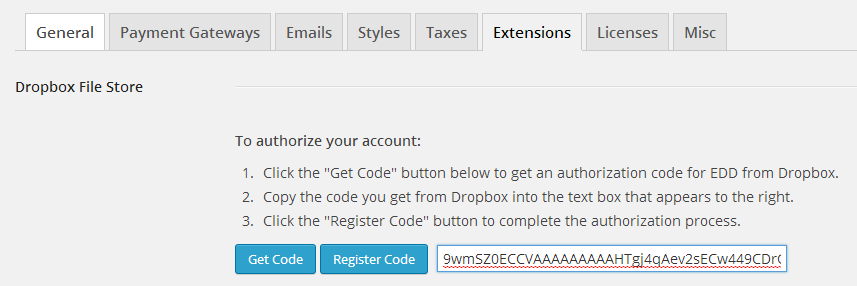 General Payment Gateways Emails Styles Taxes Extensions Licenses Misc
Dropbox File Store
To authorize your account:
1. Click the "Get Code" button below to get an authorization code for EDD from Dropbox.
2. Copy the code you get from Dropbox into the text box that appears to the right.
3. Click the "Register Code" button to complete the authorization process.
Get Code Register Code 9wmSZ0ECCVAAAAAAAAAHTgj4qAev2sECw449CDr